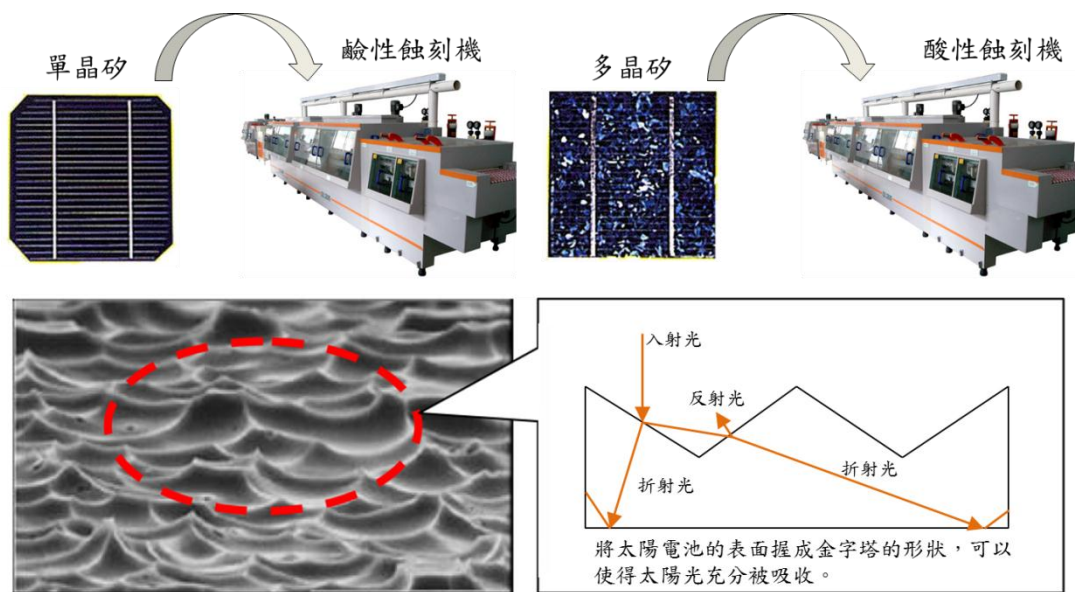 單晶矽
鹼性蝕刻機
多晶矽
酸性蝕刻機
入射光
反射光
折射光
折射光
將太陽電池的表面握成金字塔的形狀，可以
使得太陽光充分被吸收。